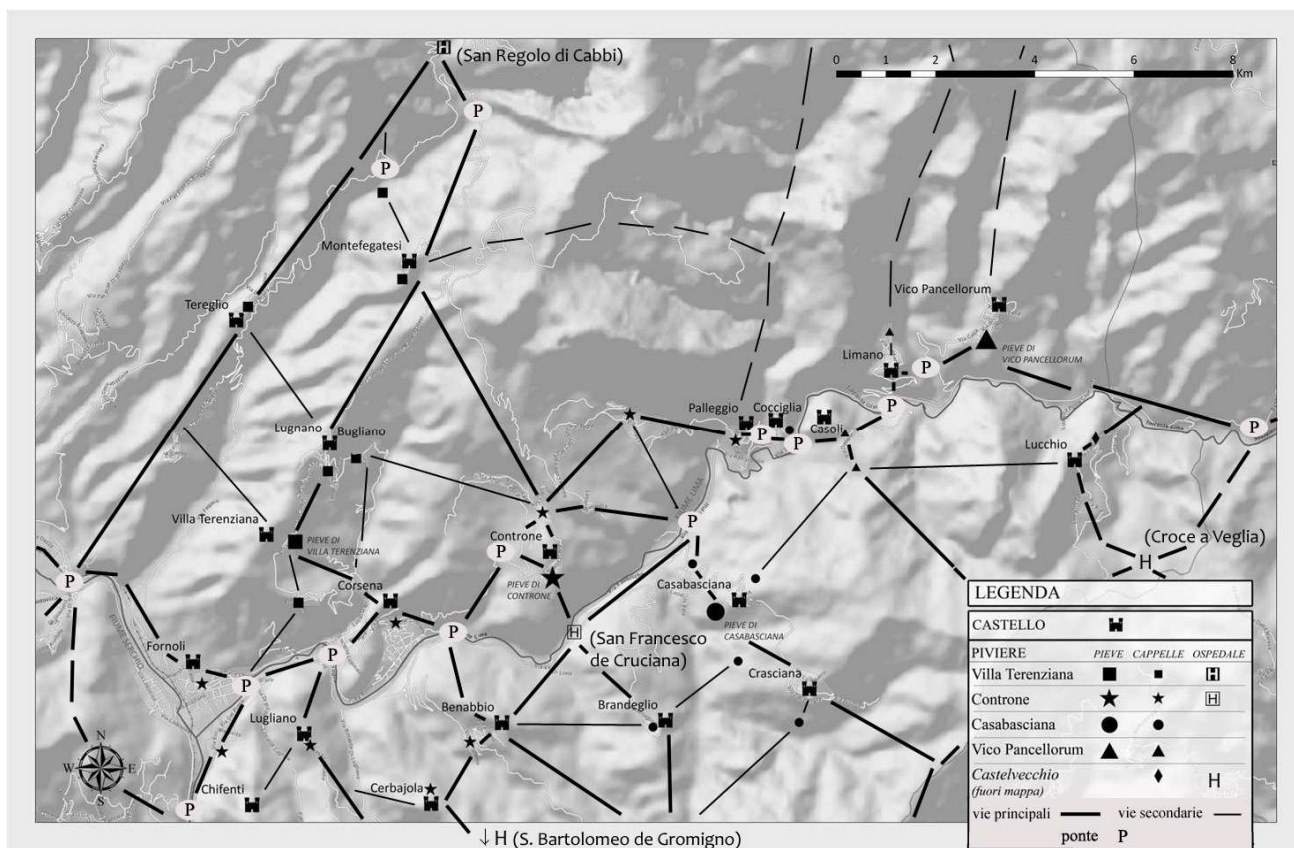 H (San Regolo di Cabbi)
0 1 2 3 4 6 8
Km
P
P
Montefegatesi
Tereglio
Vico Pancellorum
PIEVE DI
VICO PANCELLORUM
Limano
P
P
Palleggio
Cocciglia
Casoli
P
P
P
Lugnano
Bugliano
Lucchio
Villa Terenziana
PIEVE DI
VILLA TERENZIANA
Controne
P
P
PIEVE DI
CONTRONE
(Croce a Veglia)
H
P
Corsena
Casabasciana
PIEVE DI
CASABASCIANA
FIUME SERCHIO
Fornoli
P
P
P
H
(San Francesco
de Cruciana)
Crasciana
Lugliano
Benabbio
Brandeglio
N
W E
S
Chifenti
Cerbajola
P
↓H (S. Bartolomeo de Gromigno)
LEGENDA
CASTELLO
PIVIERE PIEVE CAPPELLE OSPEDALE
Villa Terenziana H
Controne H
Casabasciana
Vico Pancellorum
Castelvecchio H
(fuori mappa)
vie principali vie secondarie
ponte P